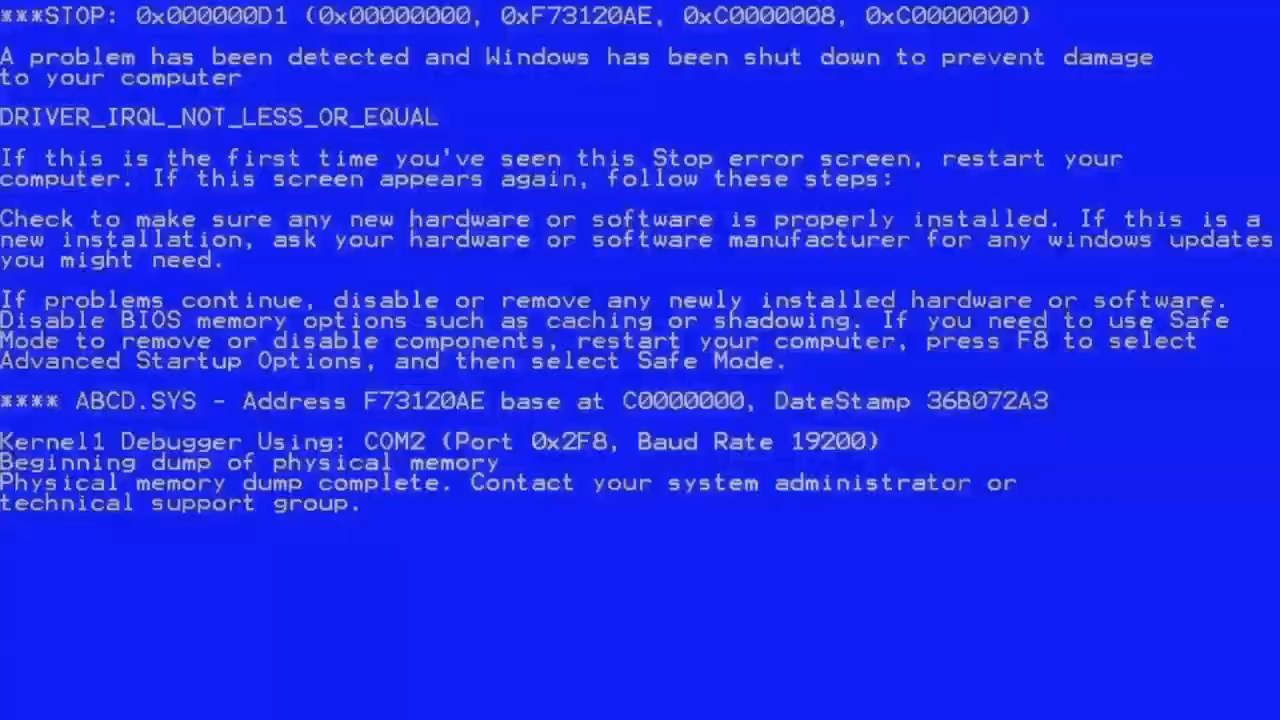 ***STOP: 0x000000D1 (0x00000000, 0xF73120AE, 0xC0000008, 0xC0000000)
A problem has been detected and Windows has been shut down to prevent damage
to your computer
DRIVER_IRQL_NOT_LESS_OR_EQUAL
If this is the first time you've seen this Stop error screen, restart your
computer. If this screen appears again, follow these steps:
Check to make sure any new hardware or software is properly installed. If this is a
new installation, ask your hardware or software manufacturer for any windows updates
you might need.
If problems continue, disable or remove any newly installed hardware or software.
Disable BIOS memory options such as caching or shadowing. If you need to use Safe
Mode to remove or disable components, restart your computer, press F8 to select
Advanced Startup Options, and then select Safe Mode.
**** ABCD.SYS - Address F73120AE base at C0000000, DateStamp 36B072A3
Kernel1 Debugger Using: COM2 (Port 0x2F8, Baud Rate 19200)
Beginning dump of physical memory
Physical memory dump complete. Contact your system administrator or
technical support group.